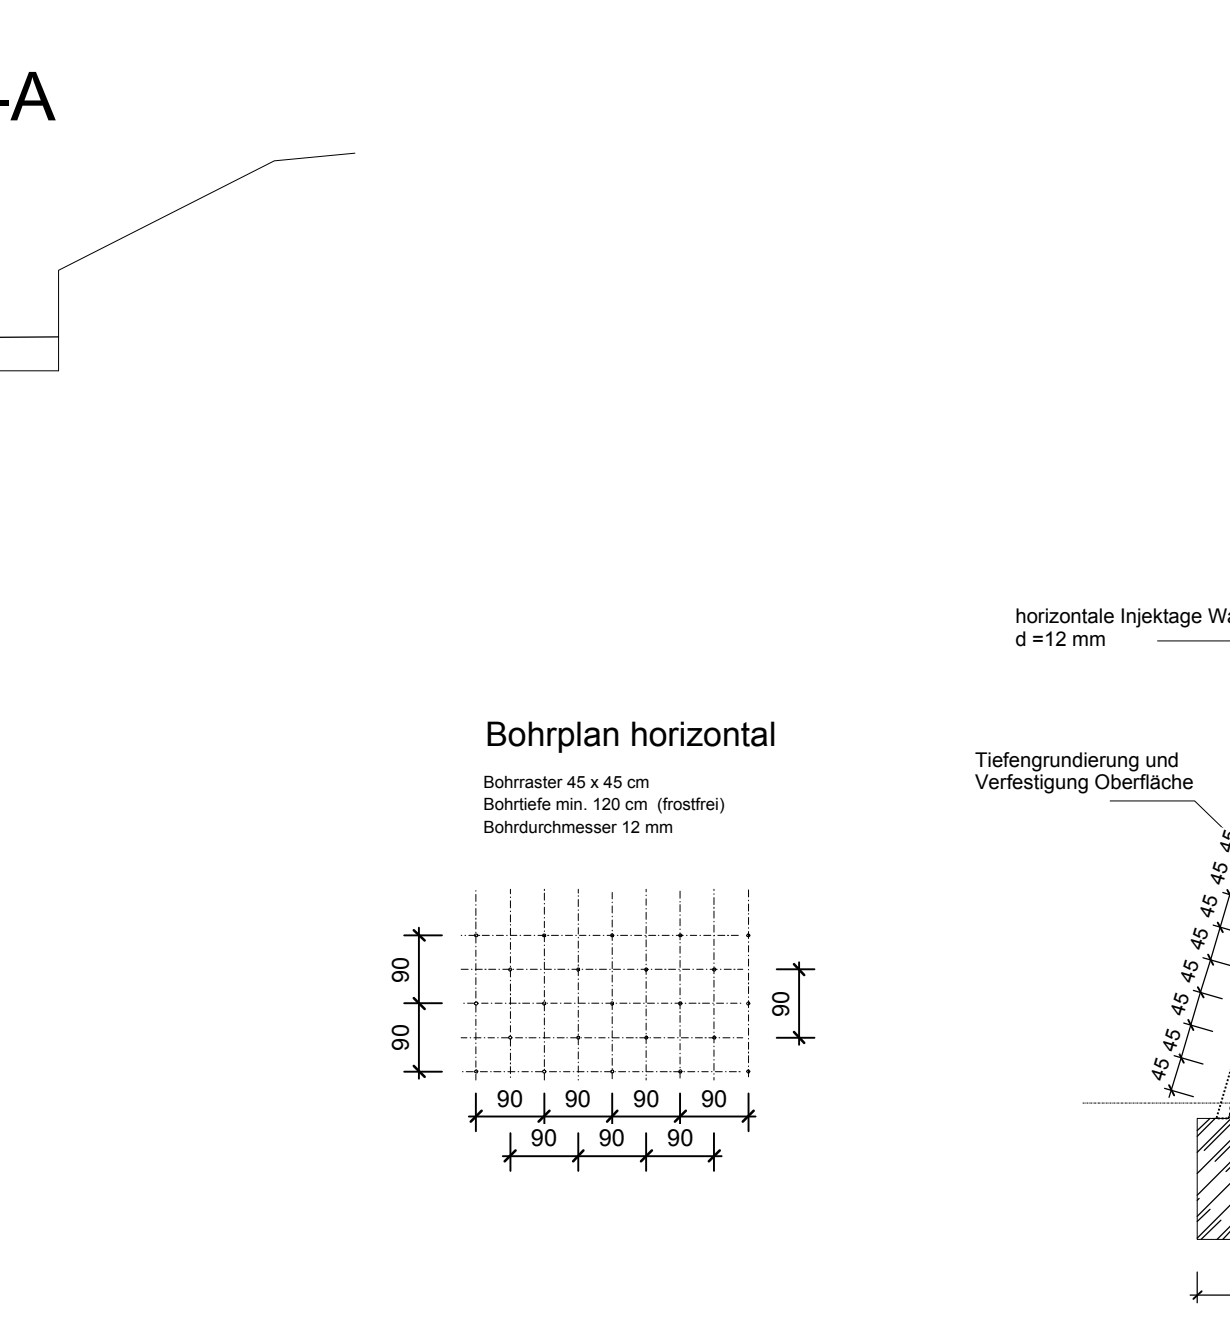 -A
horizontale Injektage Wa
d =12 mm
Bohrplan horizontal
Bohrraster 45 x 45 cm
Bohrtiefe min. 120 cm (frostfrei)
Bohrdurchmesser 12 mm
Tiefengrundierung und
Verfestigung Oberfläche
45
45
45
45
45
45
45
45
90
90
90
90 90 90 90
90 90 90